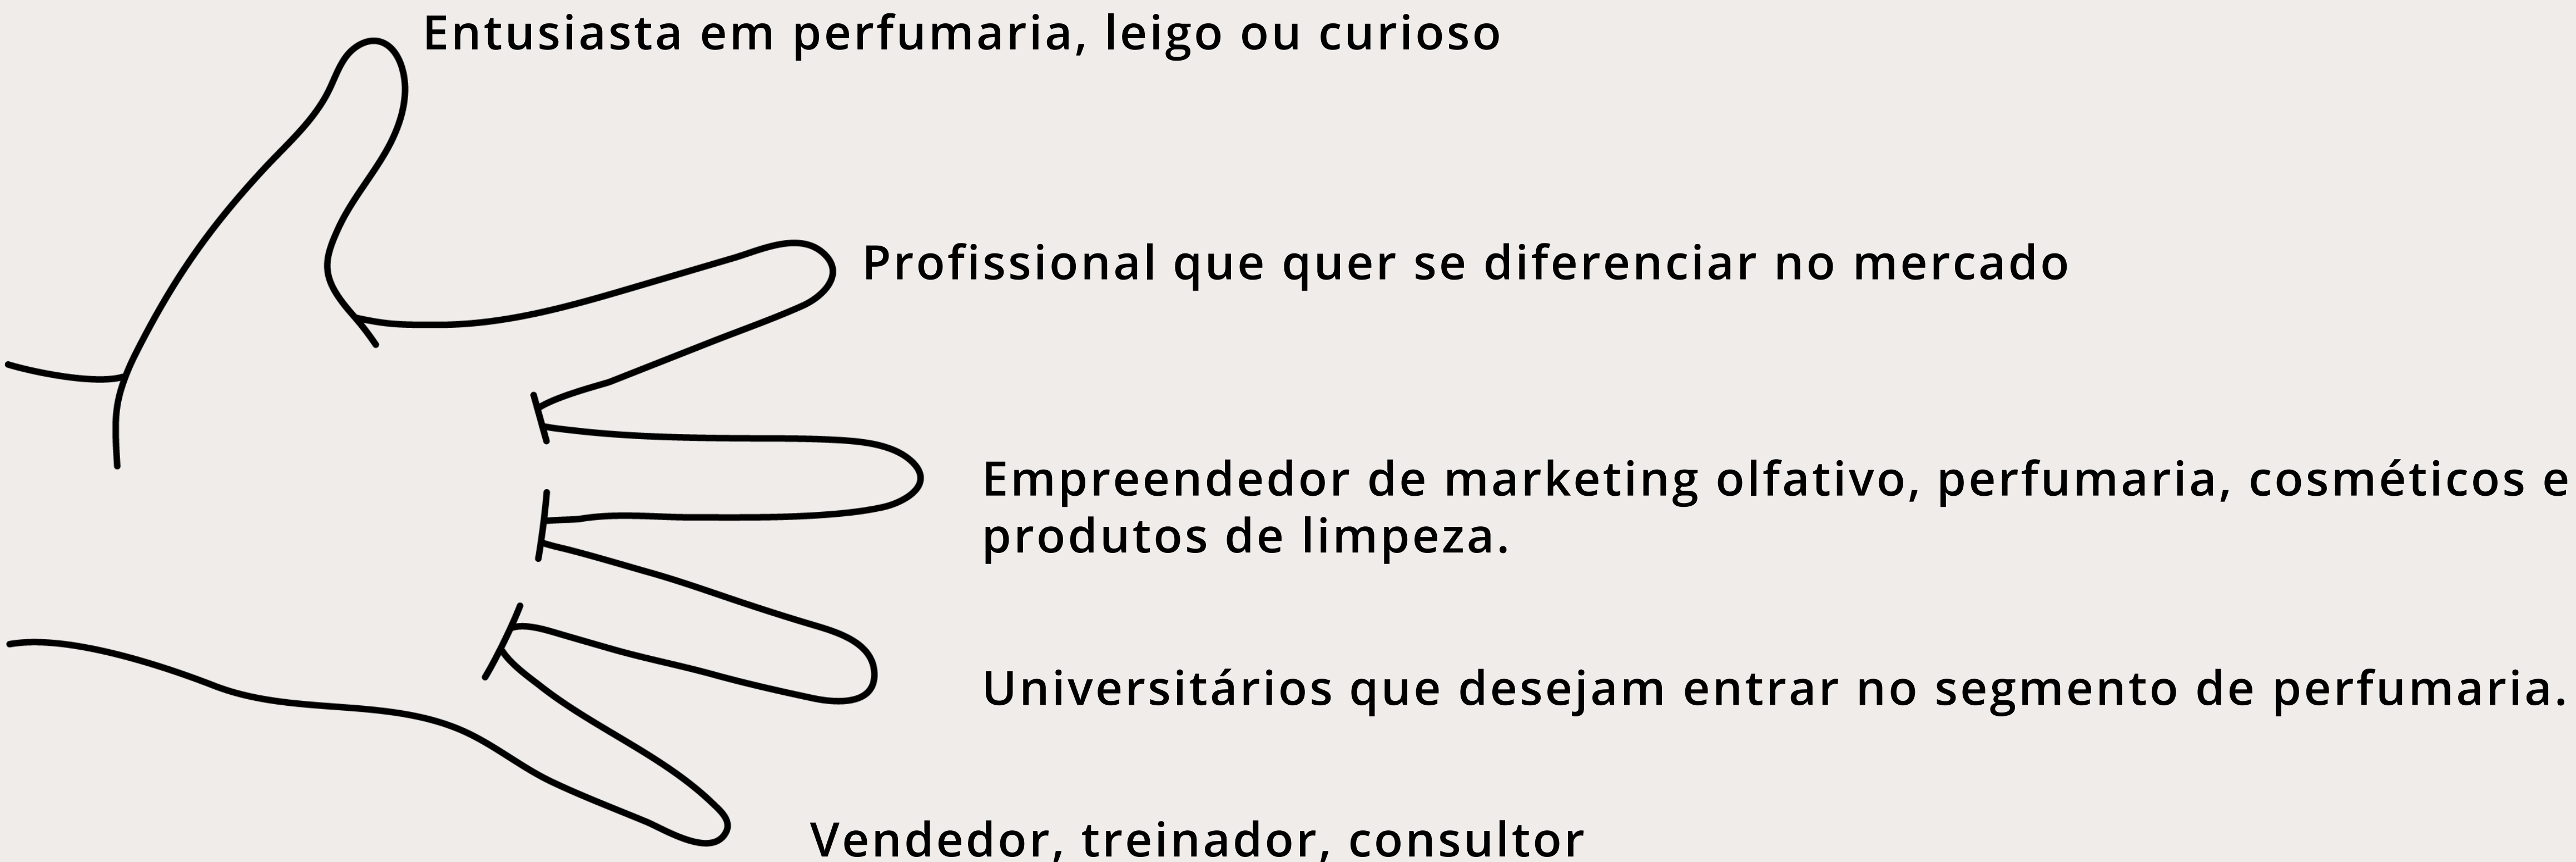 Entusiasta em perfumaria, leigo ou curioso
Profissional que quer se diferenciar no mercado
Empreendedor de marketing olfativo, perfumaria, cosméticos e
produtos de limpeza.
Universitários que desejam entrar no segmento de perfumaria.
Vendedor, treinador, consultor